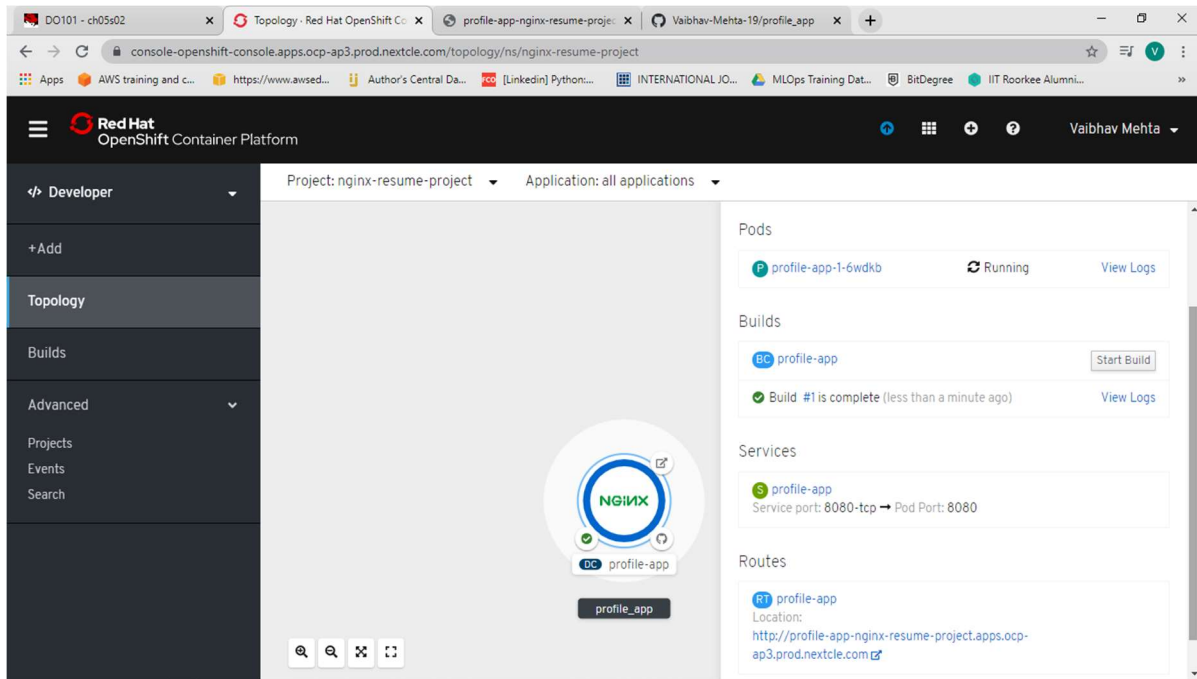 DO101 - ch05s02
Topology · Red Hat OpenShift Co
profile-app-nginx-resume-projec
Vaibhav-Mehta-19/profile_app
console-openshift-console.apps.ocp-ap3.prod.nextcle.com/topology/ns/nginx-resume-project
V
Apps
AWS training and c...
https://www.awsed...
Author's Central Da...
FCO
[Linkedin] Python:...
INTERNATIONAL JO...
MLOps Training Dat...
BitDegree
IIT Roorkee Alumni...
»
Red Hat
OpenShift Container Platform
Vaibhav Mehta
</> Developer
Project: nginx-resume-project
Application: all applications
+Add
Topology
Builds
Advanced
Projects
Events
Search
NGINX
DC profile-app
profile_app
Pods
P profile-app-1-6wdkb
Running
View Logs
Builds
BC profile-app
Start Build
Build #1 is complete (less than a minute ago)
View Logs
Services
S profile-app
Service port: 8080-tcp → Pod Port: 8080
Routes
RT profile-app
Location:
http://profile-app-nginx-resume-project.apps.ocp-
ap3.prod.nextcle.com